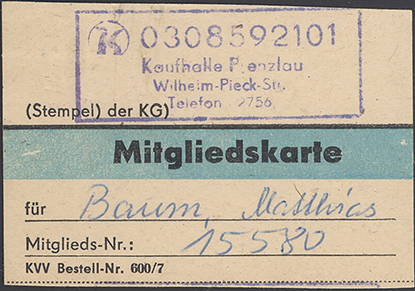 K 0308592101
Kaufhalle Prenzlau
Wilhelm-Pieck-Str.
Telefon 2756
(Stempel) der KG)
Mitgliedskarte
für Baum, Matthias
Mitglieds-Nr.: 15580
KVV Bestell-Nr. 600/7